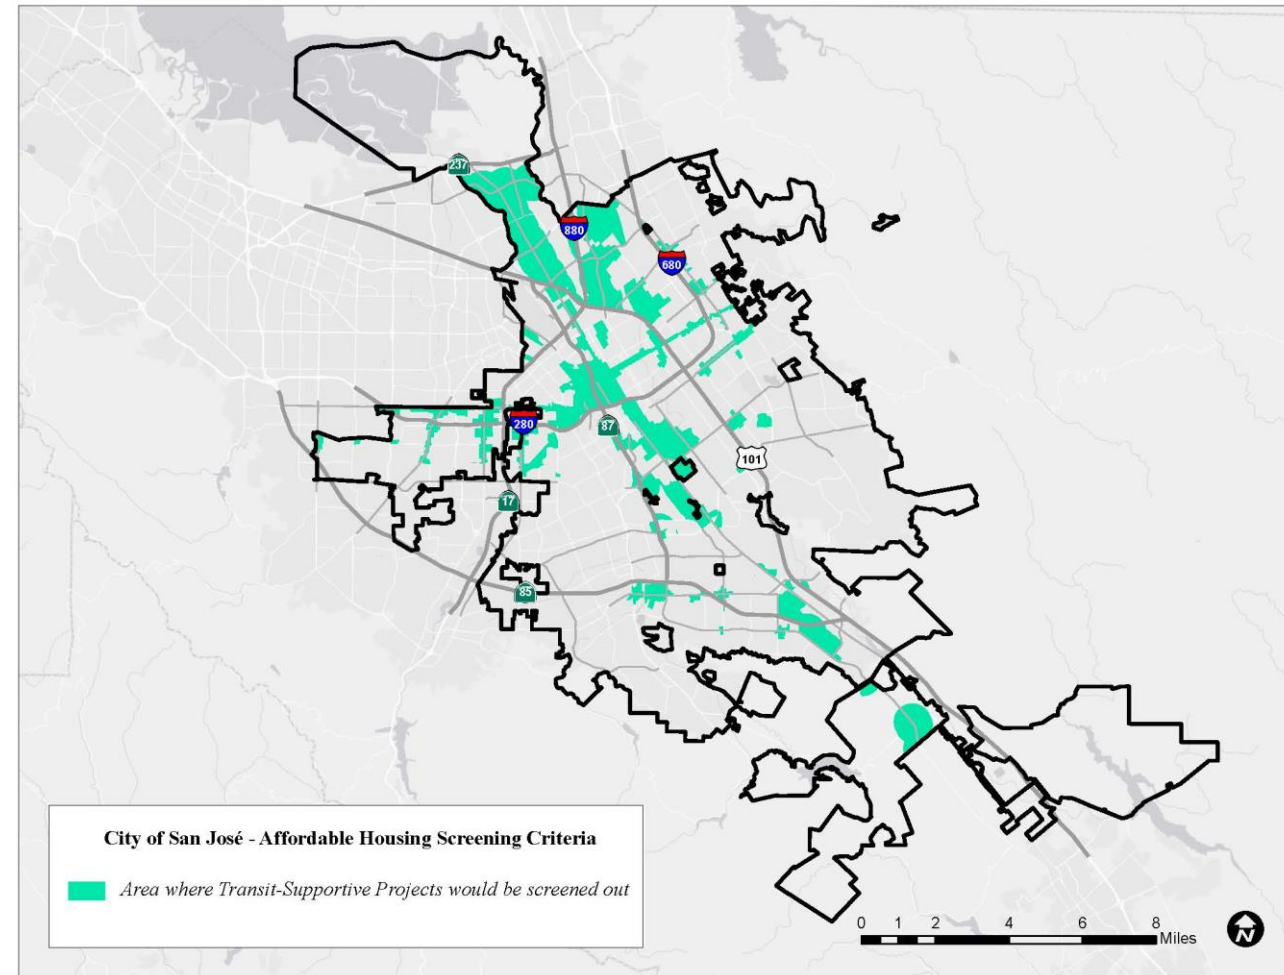 237
880
680
280
87
101
17
85
City of San José - Affordable Housing Screening Criteria
Area where Transit-Supportive Projects would be screened out
0 1 2 4 6 8
Miles
N